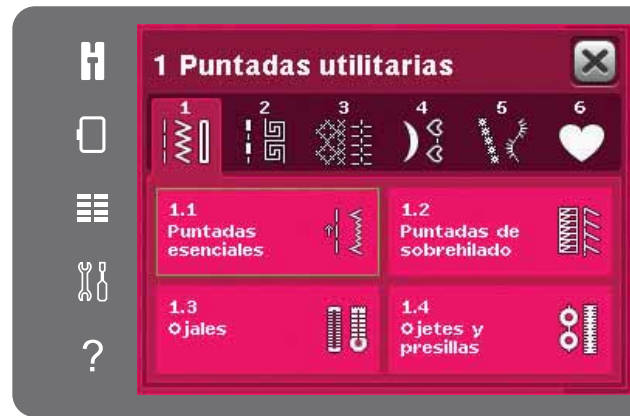 1 Puntadas utilitarias
1 2 3 4 5 6
1.1
Puntadas
esenciales
1.2
Puntadas de
sobrehilado
1.3
Ojales
1.4
Ojetes y
presillas
?